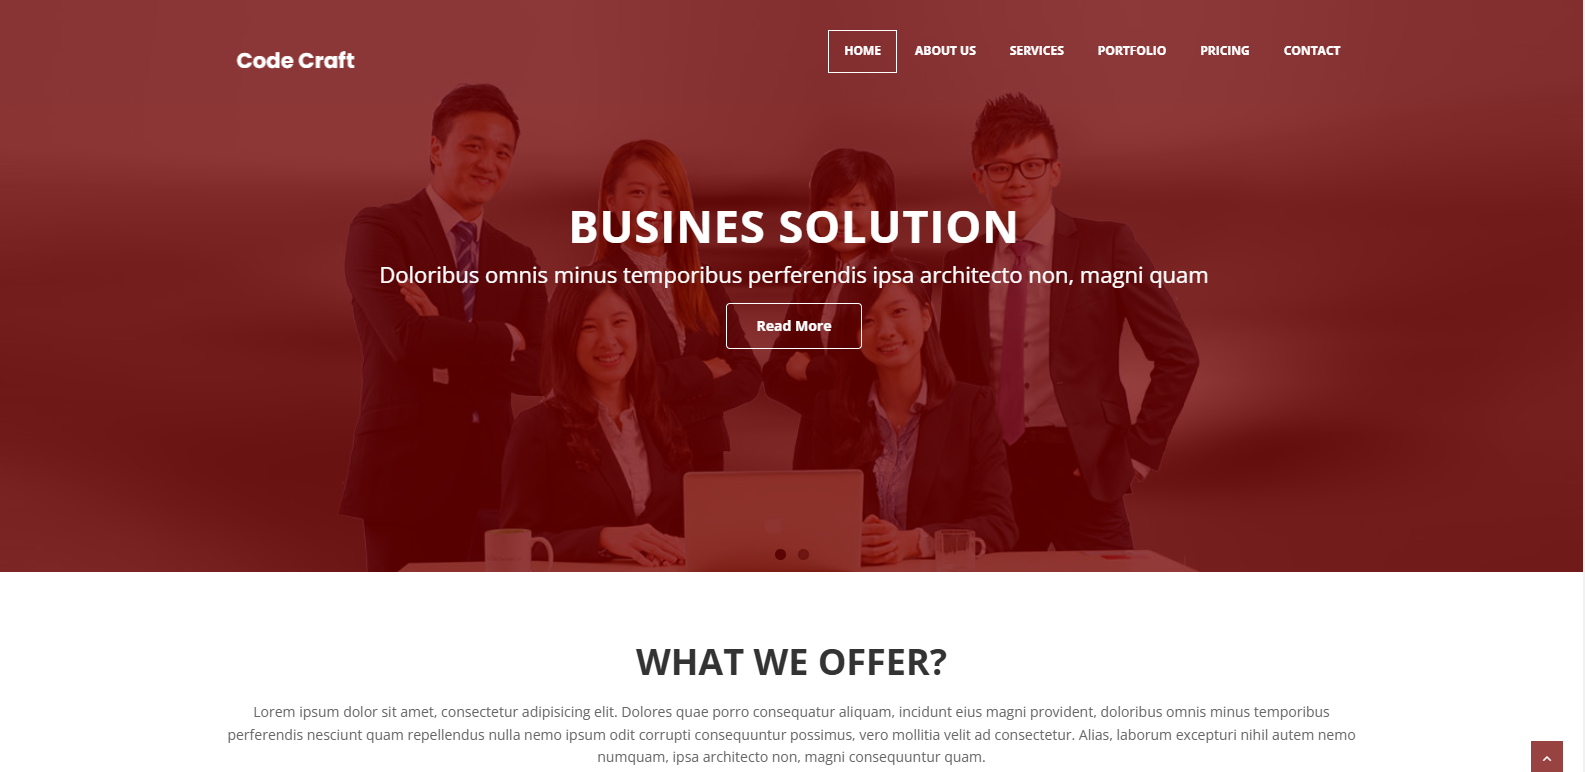 Code Craft
HOME ABOUT US SERVICES PORTFOLIO PRICING CONTACT
BUSINES SOLUTION
Doloribus omnis minus temporibus perferendis ipsa architecto non, magni quam
Read More
WHAT WE OFFER?
Lorem ipsum dolor sit amet, consectetur adipisicing elit. Dolores quae porro consequatur aliquam, incidunt eius magni provident, doloribus omnis minus temporibus
perferendis nesciunt quam repellendus nulla nemo ipsum odit corrupti consequuntur possimus, vero mollitia velit ad consectetur. Alias, laborum excepturi nihil autem nemo
numquam, ipsa architecto non, magni consequuntur quam.